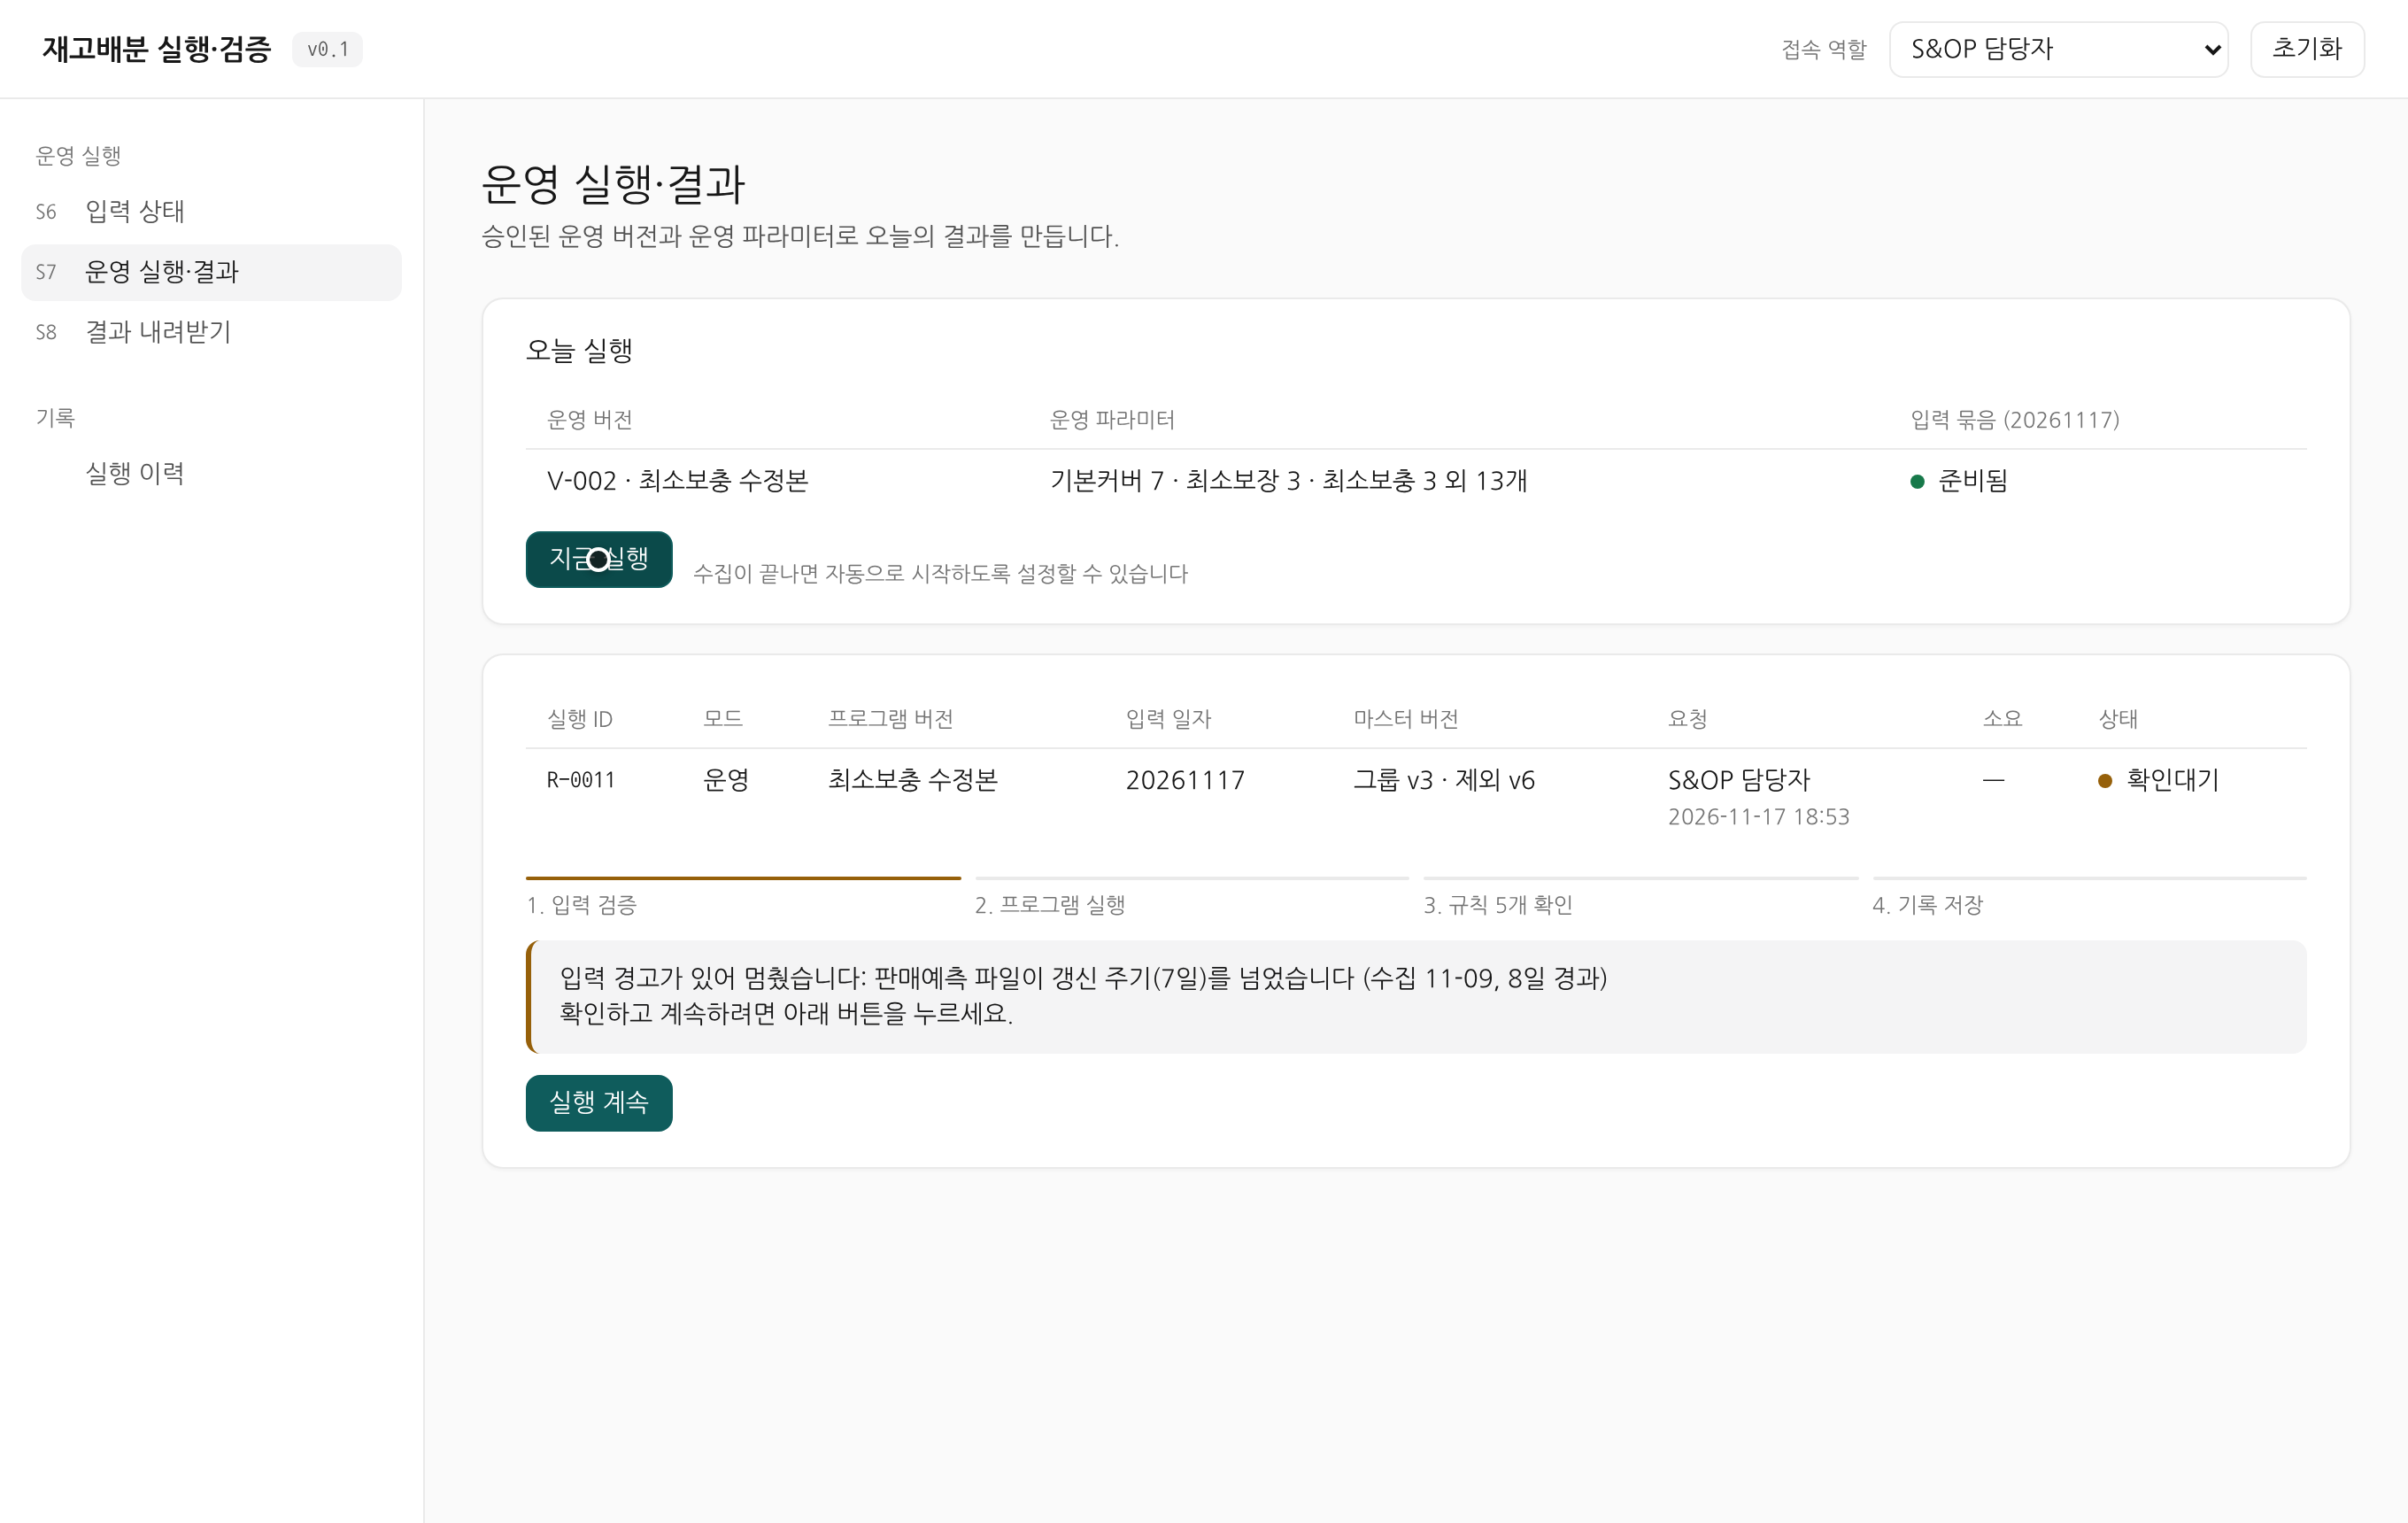 재고배분 실행·검증 v0.1 접속 역할 S&OP 담당자 초기화
운영 실행
S6 입력 상태
S7 운영 실행·결과
S8 결과 내려받기
기록
실행 이력
운영 실행·결과
승인된 운영 버전과 운영 파라미터로 오늘의 결과를 만듭니다.
오늘 실행
운영 버전 운영 파라미터 입력 묶음 (20261117)
V-002 · 최소보충 수정본 기본커버 7 · 최소보장 3 · 최소보충 3 외 13개 준비됨
지금 실행 수집이 끝나면 자동으로 시작하도록 설정할 수 있습니다
실행 ID 모드 프로그램 버전 입력 일자 마스터 버전 요청 소요 상태
R-0011 운영 최소보충 수정본 20261117 그룹 v3 · 제외 v6 S&OP 담당자 — 확인대기
2026-11-17 18:53
1. 입력 검증 2. 프로그램 실행 3. 규칙 5개 확인 4. 기록 저장
입력 경고가 있어 멈췄습니다: 판매예측 파일이 갱신 주기(7일)를 넘었습니다 (수집 11-09, 8일 경과)
확인하고 계속하려면 아래 버튼을 누르세요.
실행 계속